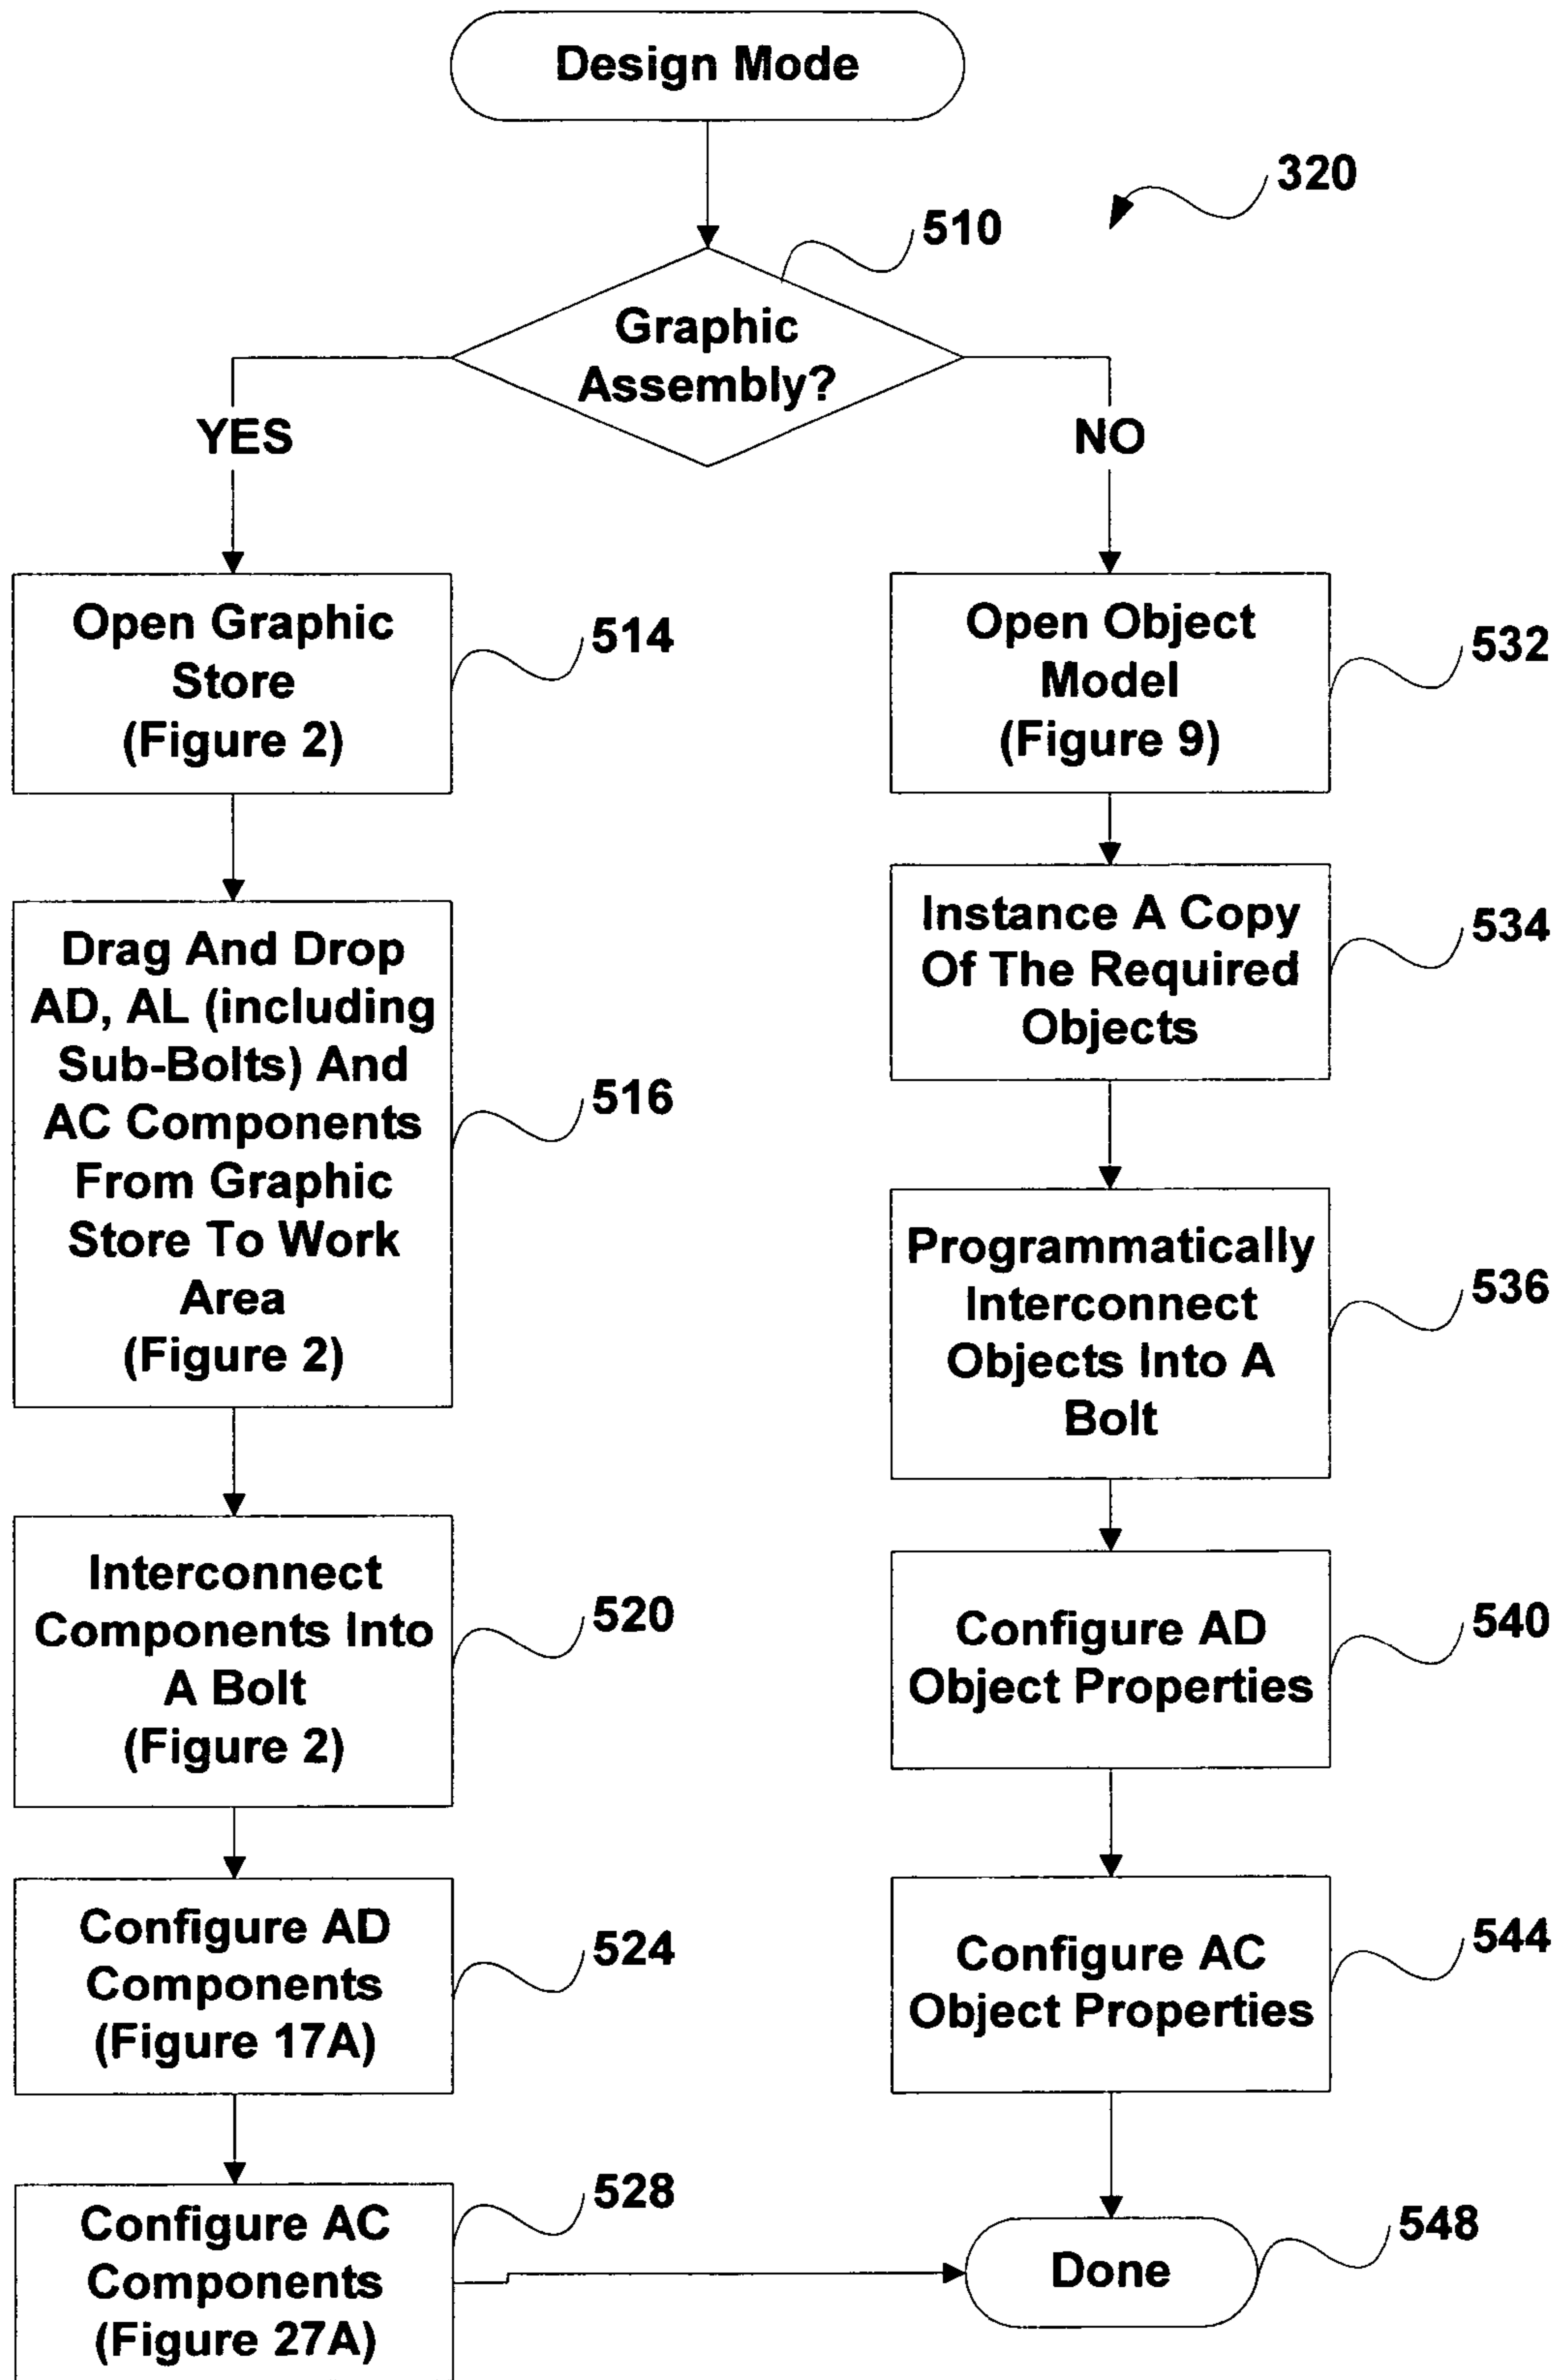 Design Mode
320
510
Graphic
Assembly?
YES
NO
Open Graphic
Store
(Figure 2)
514
Drag And Drop
AD, AL (including
Sub-Bolts) And
AC Components
From Graphic
Store To Work
Area
(Figure 2)
516
Interconnect
Components Into
A Bolt
(Figure 2)
520
Configure AD
Components
(Figure 17A)
524
Configure AC
Components
(Figure 27A)
528
Open Object
Model
(Figure 9)
532
Instance A Copy
Of The Required
Objects
534
Programmatically
Interconnect
Objects Into A
Bolt
536
Configure AD
Object Properties
540
Configure AC
Object Properties
544
Done
548